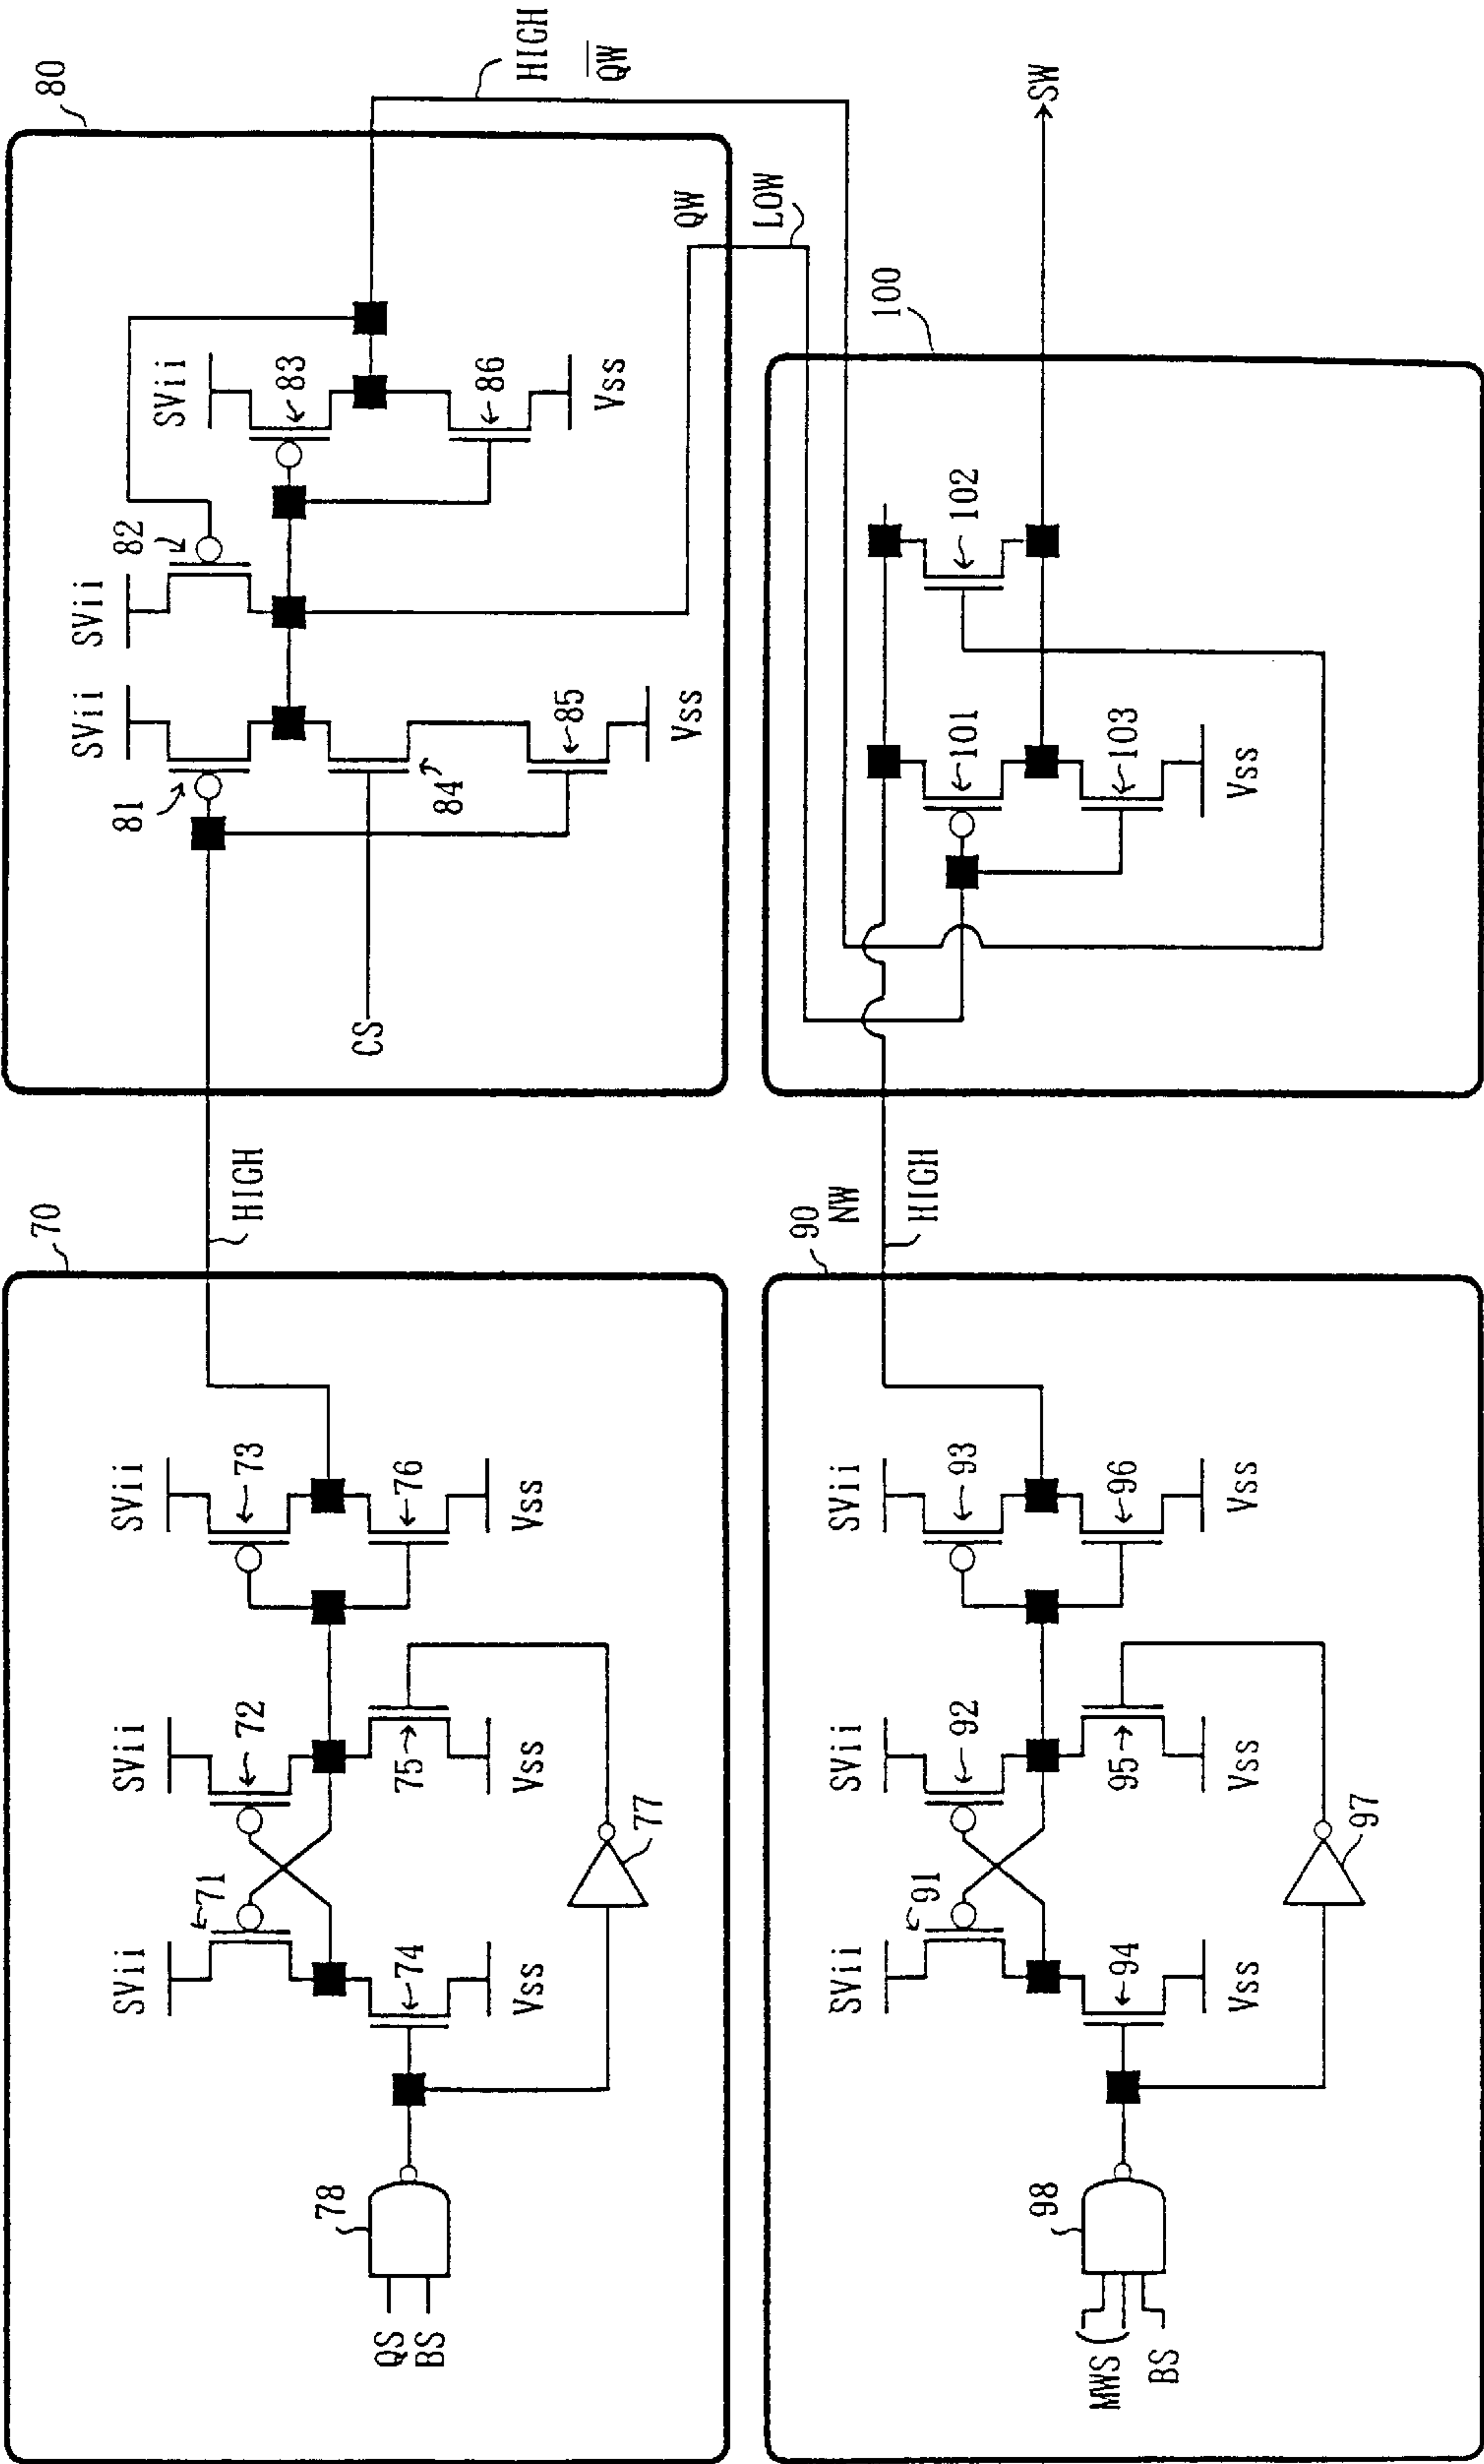 70
SVii
SVii
SVii
71
72
73
74
75
76
Vss
Vss
Vss
77
78
QS
BS
HIGH
80
SVii
SVii
SVii
81
82
83
84
85
86
Vss
Vss
CS
QW
LOW
HIGH
Q̅W̅
90
NW
HIGH
SVii
SVii
SVii
91
92
93
94
95
96
Vss
Vss
Vss
97
98
MWS
BS
100
101
102
103
Vss
SW